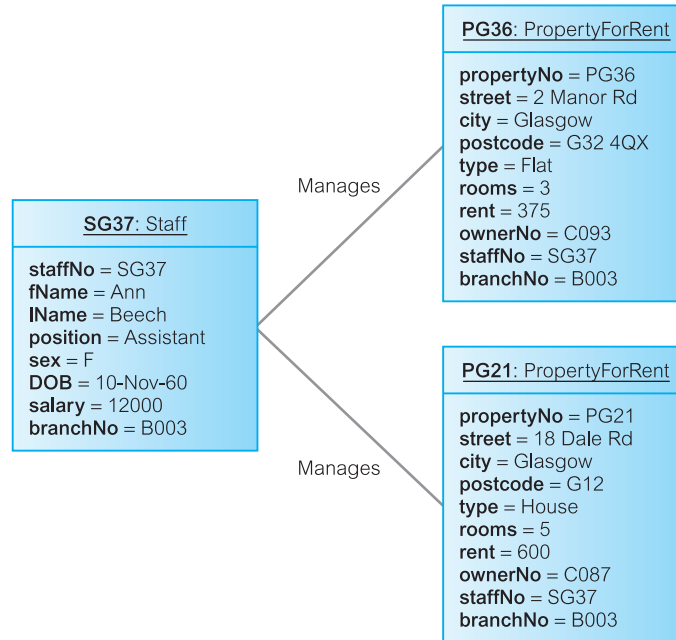 SG37: Staff
staffNo = SG37
fName = Ann
lName = Beech
position = Assistant
sex = F
DOB = 10-Nov-60
salary = 12000
branchNo = B003
Manages
Manages
PG36: PropertyForRent
propertyNo = PG36
street = 2 Manor Rd
city = Glasgow
postcode = G32 4QX
type = Flat
rooms = 3
rent = 375
ownerNo = C093
staffNo = SG37
branchNo = B003
PG21: PropertyForRent
propertyNo = PG21
street = 18 Dale Rd
city = Glasgow
postcode = G12
type = House
rooms = 5
rent = 600
ownerNo = C087
staffNo = SG37
branchNo = B003